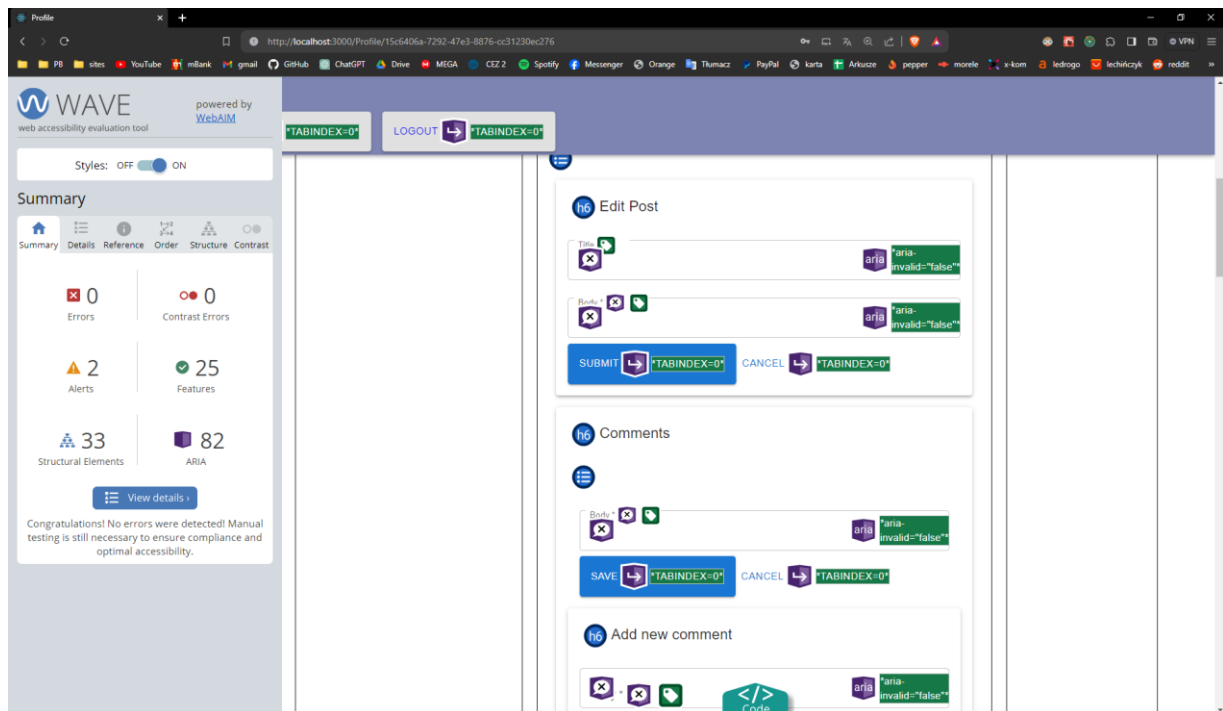 Profile
http://localhost:3000/Profile/15c6406a-7292-47e3-8876-cc31230ec276
VPN
PB sites YouTube mBank gmail GitHub ChatGPT Drive MEGA CEZ 2 Spotify Messenger Orange Tłumacz PayPal karta Arkusze pepper morele x-kom ledrogo lechińczyk reddit »
WAVE
web accessibility evaluation tool
powered by
WebAIM
Styles: OFF ON
Summary
Summary Details Reference Order Structure Contrast
0
Errors
0
Contrast Errors
2
Alerts
25
Features
33
Structural Elements
82
ARIA
View details ›
Congratulations! No errors were detected! Manual
testing is still necessary to ensure compliance and
optimal accessibility.
*TABINDEX=0*
LOGOUT *TABINDEX=0*
h6 Edit Post
Title
aria *aria-
invalid="false"*
Body *
aria *aria-
invalid="false"*
SUBMIT *TABINDEX=0* CANCEL *TABINDEX=0*
h6 Comments
Body *
aria *aria-
invalid="false"*
SAVE *TABINDEX=0* CANCEL *TABINDEX=0*
h6 Add new comment
*
aria *aria-
invalid="false"*
</>
Code